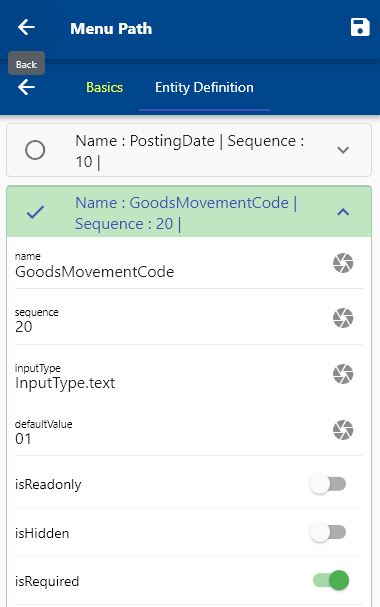 Menu Path
Back
Basics
Entity Definition
Name : PostingDate | Sequence :
10 |
Name : GoodsMovementCode |
Sequence : 20 |
name
GoodsMovementCode
sequence
20
inputType
InputType.text
defaultValue
01
isReadonly
isHidden
isRequired